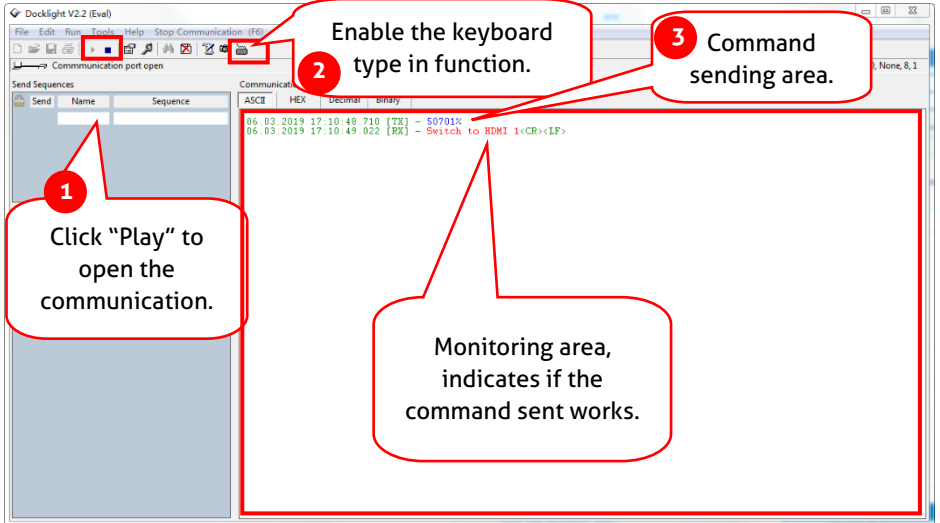 Docklight V2.2 (Eval)
File Edit Run Tools Help Stop Communication (F6)
Commmunication port open
None, 8, 1
Send Sequences
Send Name Sequence
ASCII HEX Decimal Binary
06.03.2019 17:10:48.710 [TX] - 50701%
06.03.2019 17:10:49.022 [RX] - Switch to HDMI 1<CR><LF>
1
Click “Play” to
open the
communication.
2
Enable the keyboard
type in function.
3
Command
sending area.
Monitoring area,
indicates if the
command sent works.